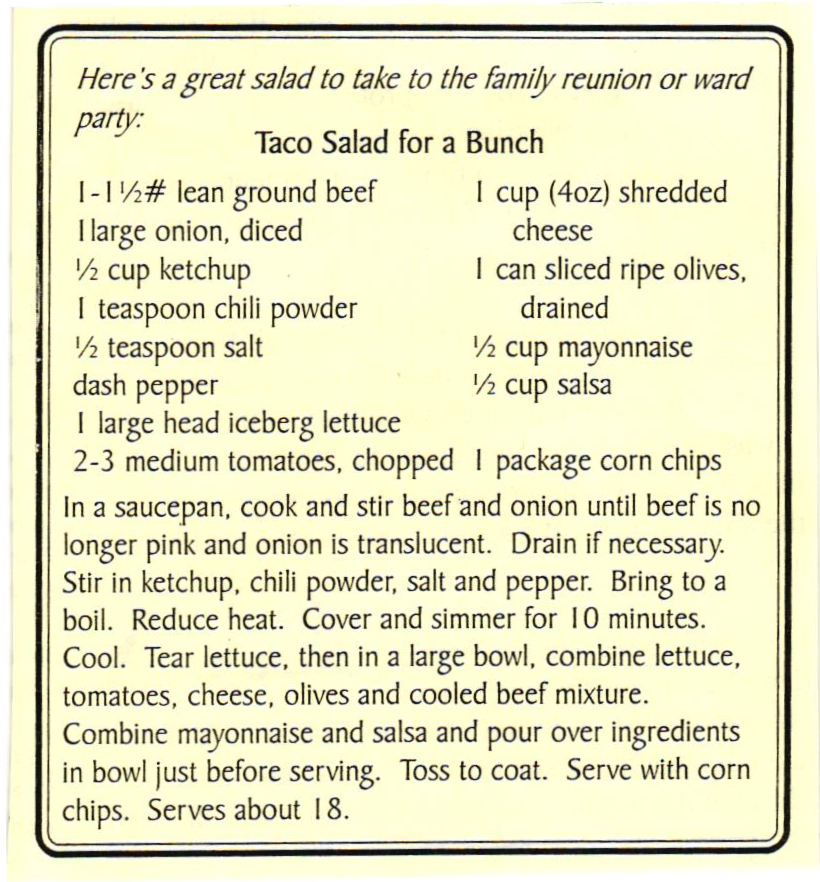 Here's a great salad to take to the family reunion or ward
party:
Taco Salad for a Bunch
1-1 ½# lean ground beef
1 large onion, diced
½ cup ketchup
1 teaspoon chili powder
½ teaspoon salt
dash pepper
1 large head iceberg lettuce
2-3 medium tomatoes, chopped
1 cup (4oz) shredded
cheese
1 can sliced ripe olives,
drained
½ cup mayonnaise
½ cup salsa
1 package corn chips
In a saucepan, cook and stir beef and onion until beef is no
longer pink and onion is translucent. Drain if necessary.
Stir in ketchup, chili powder, salt and pepper. Bring to a
boil. Reduce heat. Cover and simmer for 10 minutes.
Cool. Tear lettuce, then in a large bowl, combine lettuce,
tomatoes, cheese, olives and cooled beef mixture.
Combine mayonnaise and salsa and pour over ingredients
in bowl just before serving. Toss to coat. Serve with corn
chips. Serves about 18.